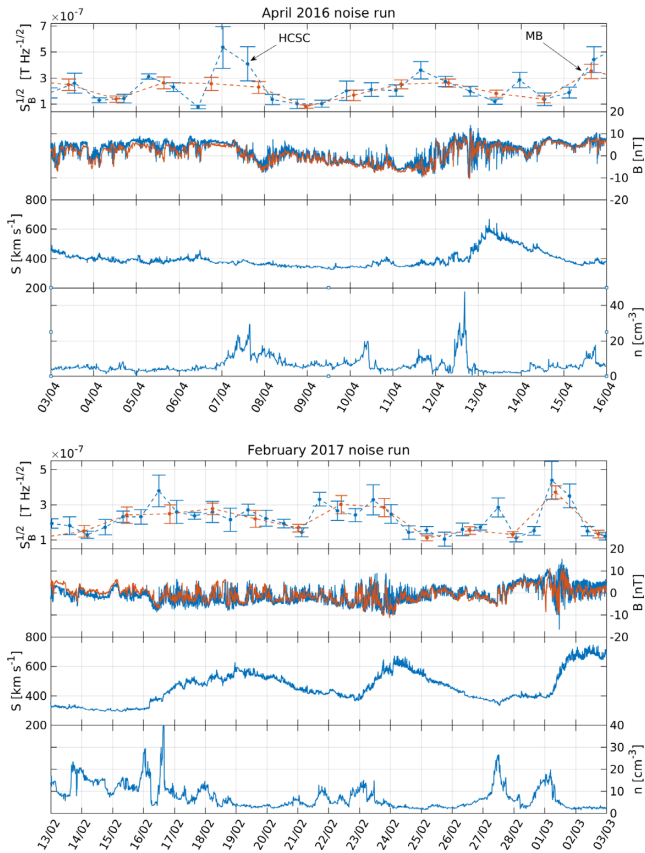 April 2016 noise run
×10⁻⁷
7
5
3
1
S_B^{1/2} [T Hz^{-1/2}]
HCSC
MB
20
10
0
-10
-20
B [nT]
800
600
400
200
S [km s⁻¹]
40
20
0
n [cm⁻³]
03/04 04/04 05/04 06/04 07/04 08/04 09/04 10/04 11/04 12/04 13/04 14/04 15/04 16/04
February 2017 noise run
×10⁻⁷
5
3
1
S_B^{1/2} [T Hz^{-1/2}]
20
10
0
-10
-20
B [nT]
800
600
400
200
S [km s⁻¹]
40
30
20
10
0
n [cm⁻³]
13/02 14/02 15/02 16/02 17/02 18/02 19/02 20/02 21/02 22/02 23/02 24/02 25/02 26/02 27/02 28/02 01/03 02/03 03/03